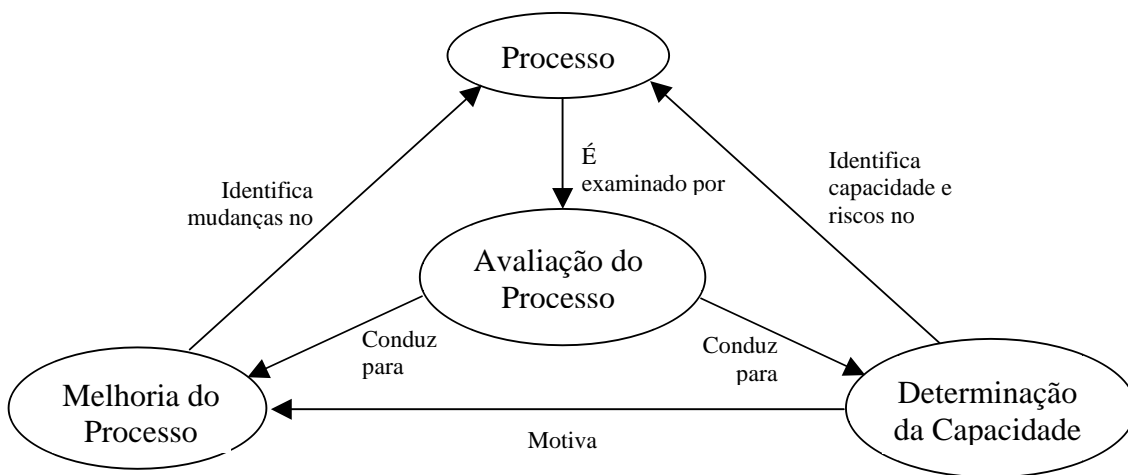 Processo
É
examinado por
Identifica
mudanças no
Identifica
capacidade e
riscos no
Avaliação do
Processo
Conduz
para
Conduz
para
Melhoria do
Processo
Determinação
da Capacidade
Motiva